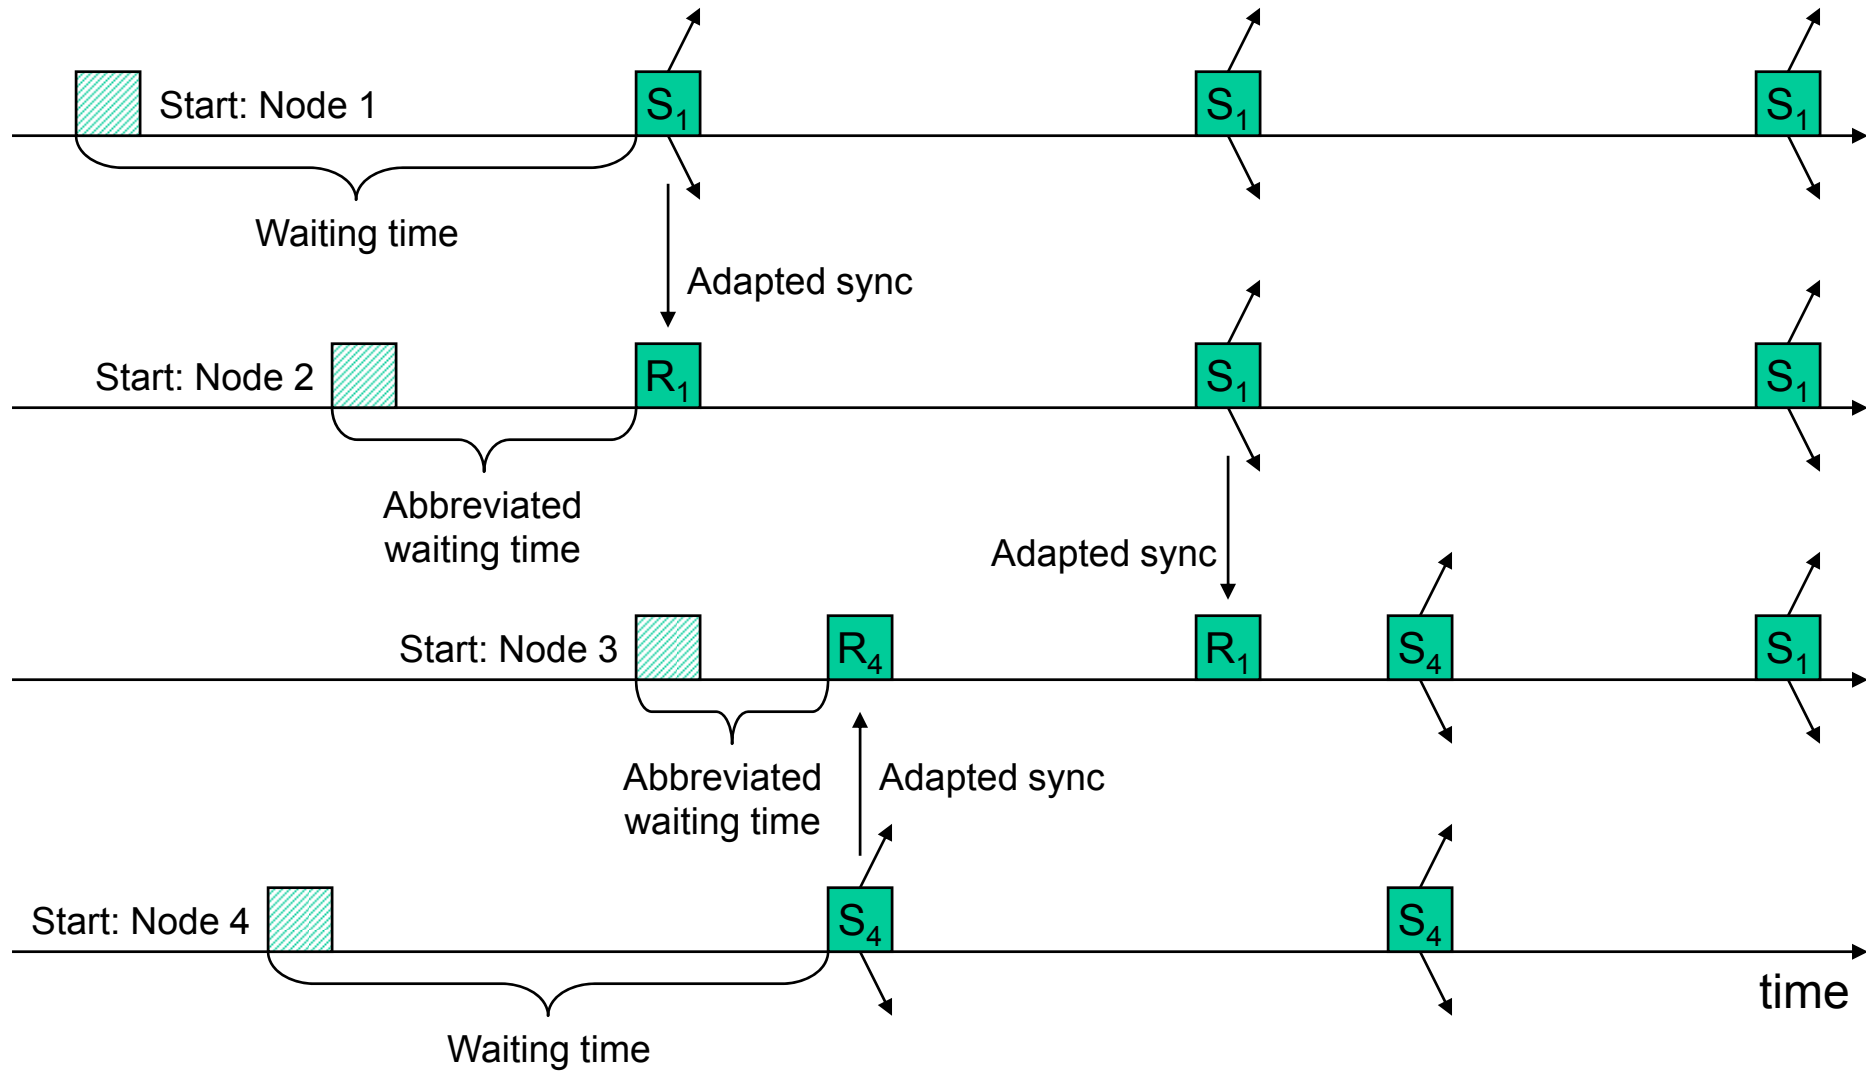 Start: Node 1
S₁
S₁
S₁
Waiting time
Adapted sync
Start: Node 2
R₁
S₁
S₁
Abbreviated
waiting time
Adapted sync
Start: Node 3
R₄
R₁
S₄
S₁
Abbreviated
waiting time
Adapted sync
Start: Node 4
S₄
S₄
time
Waiting time